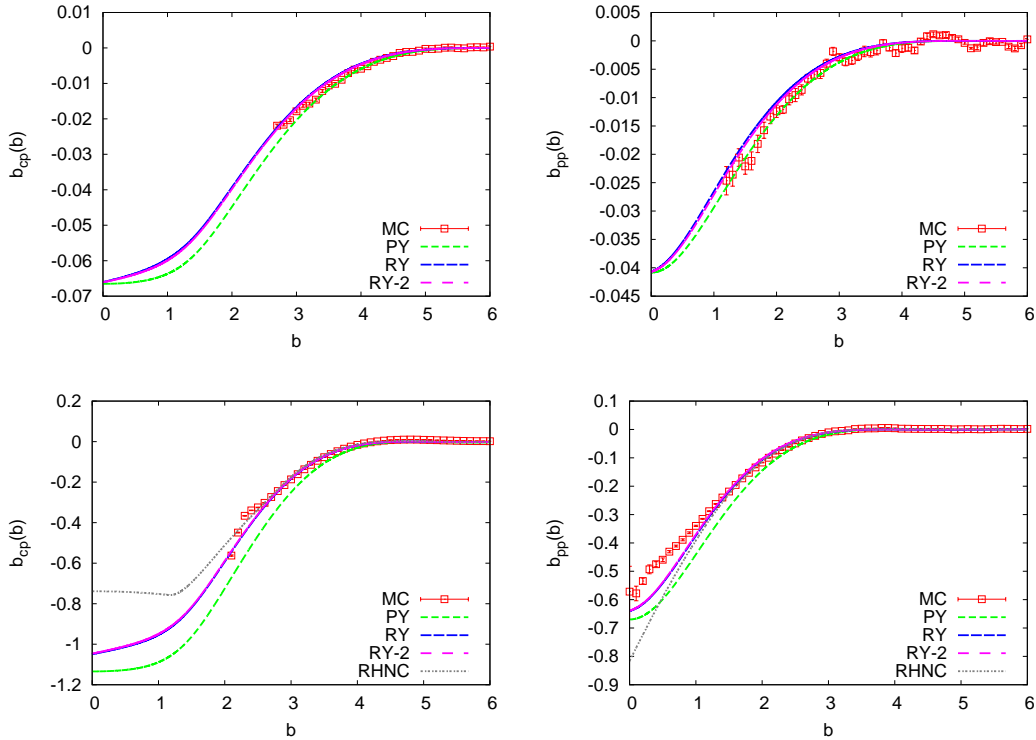 0.01
0
-0.01
-0.02
-0.03
-0.04
-0.05
-0.06
-0.07
b_cp(b)
0 1 2 3 4 5 6
b
MC
PY
RY
RY-2
0.005
0
-0.005
-0.01
-0.015
-0.02
-0.025
-0.03
-0.035
-0.04
-0.045
b_pp(b)
0 1 2 3 4 5 6
b
MC
PY
RY
RY-2
0.2
0
-0.2
-0.4
-0.6
-0.8
-1
-1.2
b_cp(b)
0 1 2 3 4 5 6
b
MC
PY
RY
RY-2
RHNC
0.1
0
-0.1
-0.2
-0.3
-0.4
-0.5
-0.6
-0.7
-0.8
-0.9
b_pp(b)
0 1 2 3 4 5 6
b
MC
PY
RY
RY-2
RHNC